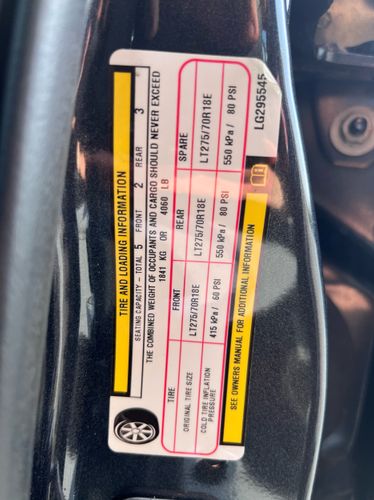 TIRE AND LOADING INFORMATION
SEATING CAPACITY - TOTAL 5 FRONT 2 REAR 3
THE COMBINED WEIGHT OF OCCUPANTS AND CARGO SHOULD NEVER EXCEED
1841 KG OR 4060 LB
TIRE FRONT REAR SPARE
ORIGINAL TIRE SIZE LT275/70R18E LT275/70R18E LT275/70R18E
COLD TIRE INFLATION PRESSURE 415 kPa / 60 PSI 550 kPa / 80 PSI 550 kPa / 80 PSI
SEE OWNERS MANUAL FOR ADDITIONAL INFORMATION
LG295545